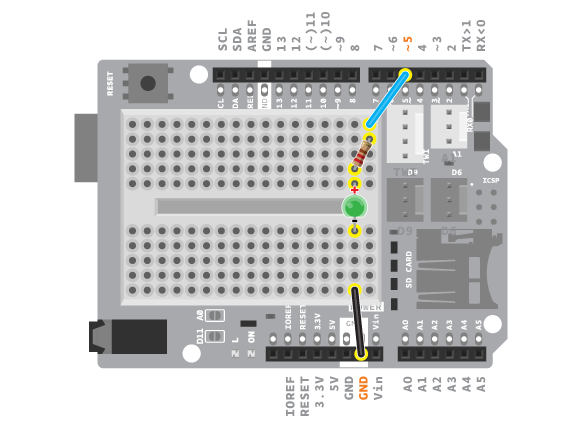 SCL
SDA
AREF
GND
13
12
(~)11
(~)10
~9
8
7
~6
~5
4
~3
2
TX>1
RX<0
RESET
CL
DA
REF
ND
13
12
11
10
~9
8
7
5
4
3
2
RX0
TW1
A1
D9
D6
ICSP
D9
+
-
SD CARD
POWER
A0
D11
L
ON
IOREF
RESET
3.3V
5V
GND
Vin
A0
A1
A2
A3
A4
A5
IOREF
RESET
3.3V
5V
GND
GND
Vin
A0
A1
A2
A3
A4
A5